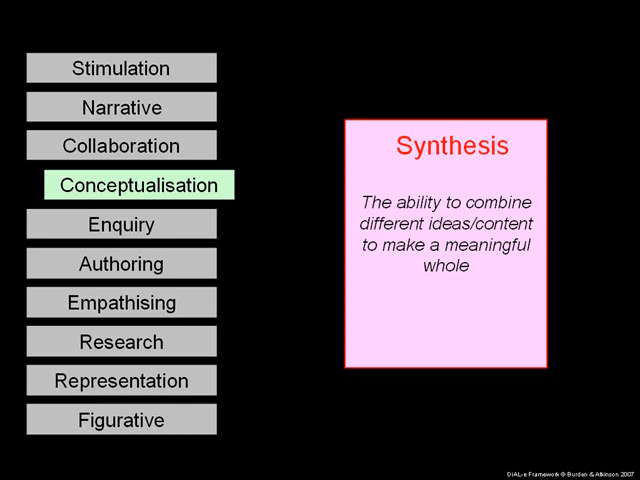 Stimulation
Narrative
Collaboration
Conceptualisation
Enquiry
Authoring
Empathising
Research
Representation
Figurative
Synthesis
The ability to combine
different ideas/content
to make a meaningful
whole
DiAL-e Framework © Burden & Atkinson 2007